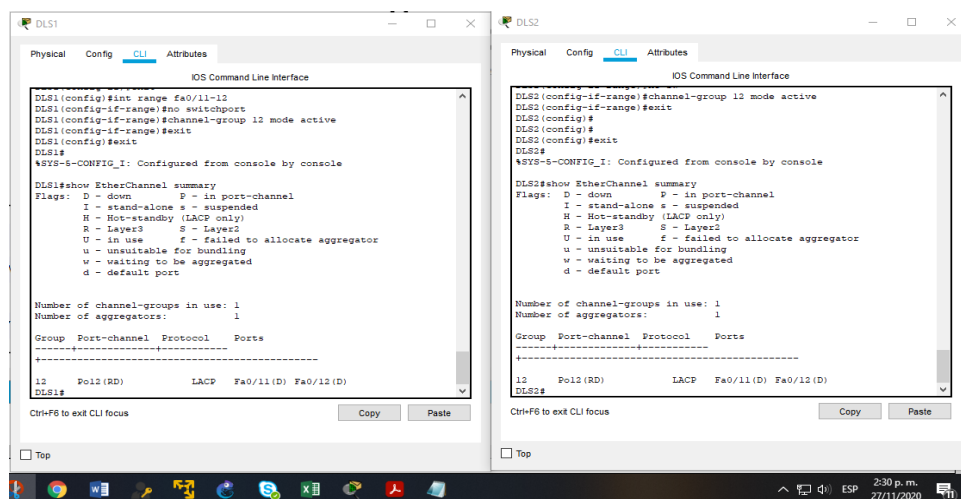 DLS1
Physical Config CLI Attributes
IOS Command Line Interface
DLS1(config)#int range fa0/11-12
DLS1(config-if-range)#no switchport
DLS1(config-if-range)#channel-group 12 mode active
DLS1(config-if-range)#exit
DLS1(config)#exit
DLS1#
%SYS-5-CONFIG_I: Configured from console by console
DLS1#show EtherChannel summary
Flags: D - down P - in port-channel
I - stand-alone s - suspended
H - Hot-standby (LACP only)
R - Layer3 S - Layer2
U - in use f - failed to allocate aggregator
u - unsuitable for bundling
w - waiting to be aggregated
d - default port
Number of channel-groups in use: 1
Number of aggregators: 1
Group Port-channel Protocol Ports
------+-------------+-----------
+----------------------------------------------
12 Po12(RD) LACP Fa0/11(D) Fa0/12(D)
DLS1#
Ctrl+F6 to exit CLI focus
Copy Paste
Top
DLS2
Physical Config CLI Attributes
IOS Command Line Interface
DLS2(config-if-range)#channel-group 12 mode active
DLS2(config-if-range)#exit
DLS2(config)#
DLS2(config)#
DLS2(config)#exit
DLS2#
%SYS-5-CONFIG_I: Configured from console by console
DLS2#show EtherChannel summary
Flags: D - down P - in port-channel
I - stand-alone s - suspended
H - Hot-standby (LACP only)
R - Layer3 S - Layer2
U - in use f - failed to allocate aggregator
u - unsuitable for bundling
w - waiting to be aggregated
d - default port
Number of channel-groups in use: 1
Number of aggregators: 1
Group Port-channel Protocol Ports
------+-------------+-----------
+----------------------------------------------
12 Po12(RD) LACP Fa0/11(D) Fa0/12(D)
DLS2#
Ctrl+F6 to exit CLI focus
Copy Paste
Top
ESP
2:30 p. m.
27/11/2020